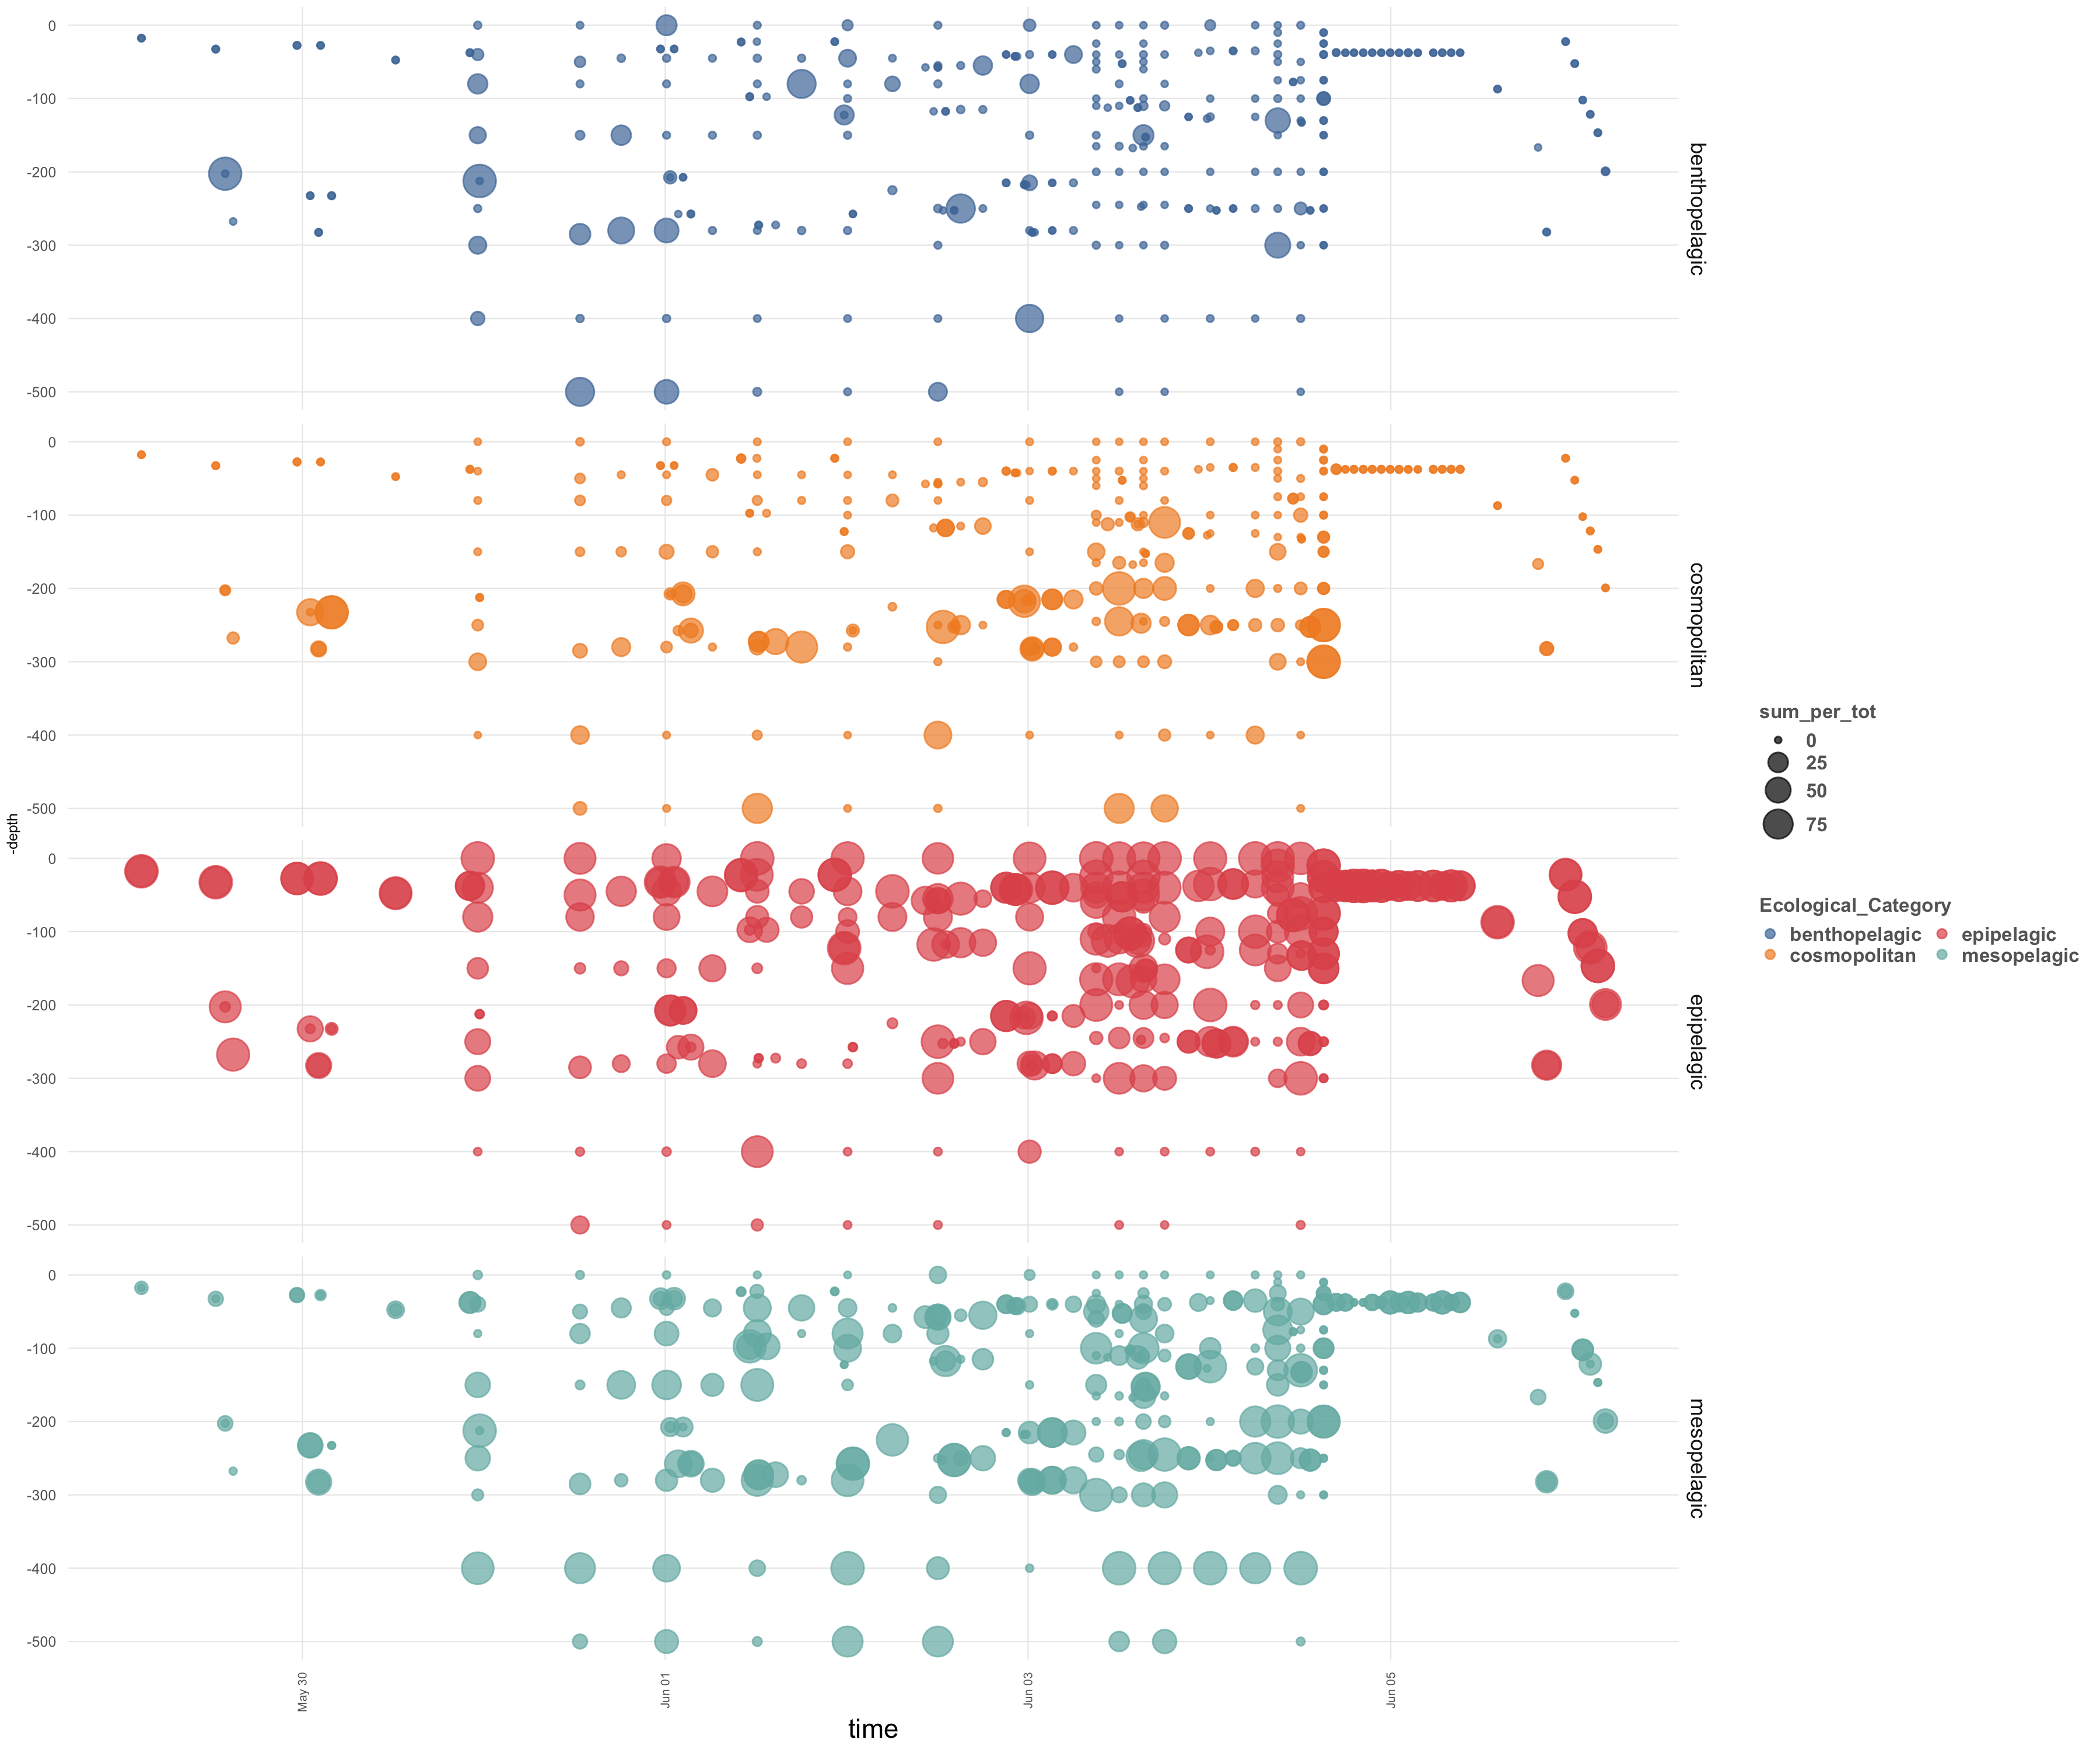 0
-100
-200
-300
-400
-500
benthopelagic
0
-100
-200
-300
-400
-500
cosmopolitan
-depth
0
-100
-200
-300
-400
-500
epipelagic
0
-100
-200
-300
-400
-500
mesopelagic
May 30
Jun 01
Jun 03
Jun 05
time
sum_per_tot
0
25
50
75
Ecological_Category
benthopelagic epipelagic
cosmopolitan mesopelagic